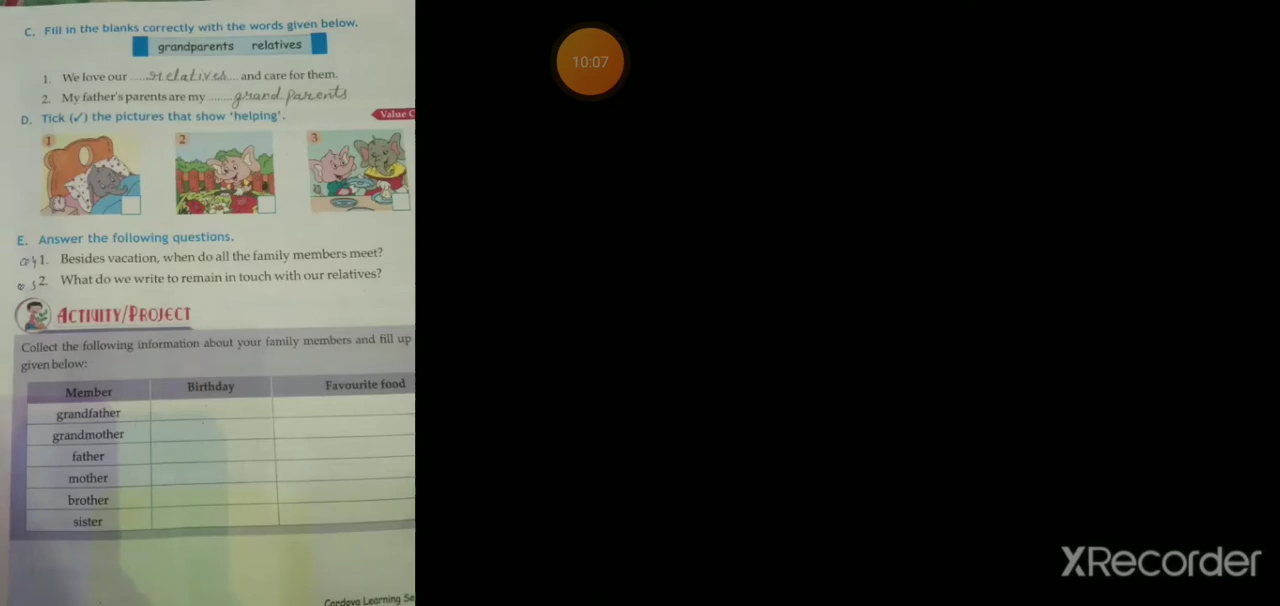 C. Fill in the blanks correctly with the words given below.
grandparents relatives
1. We love our .....relatives... and care for them.
2. My father's parents are my .......grand parents
D. Tick (✓) the pictures that show 'helping'.
Value
1
2
3
E. Answer the following questions.
1. Besides vacation, when do all the family members meet?
2. What do we write to remain in touch with our relatives?
ACTIVITY/PROJECT
Collect the following information about your family members and fill up
given below:
Member Birthday Favourite food
grandfather
grandmother
father
mother
brother
sister
Cordova Learning Se
10:07
XRecorder